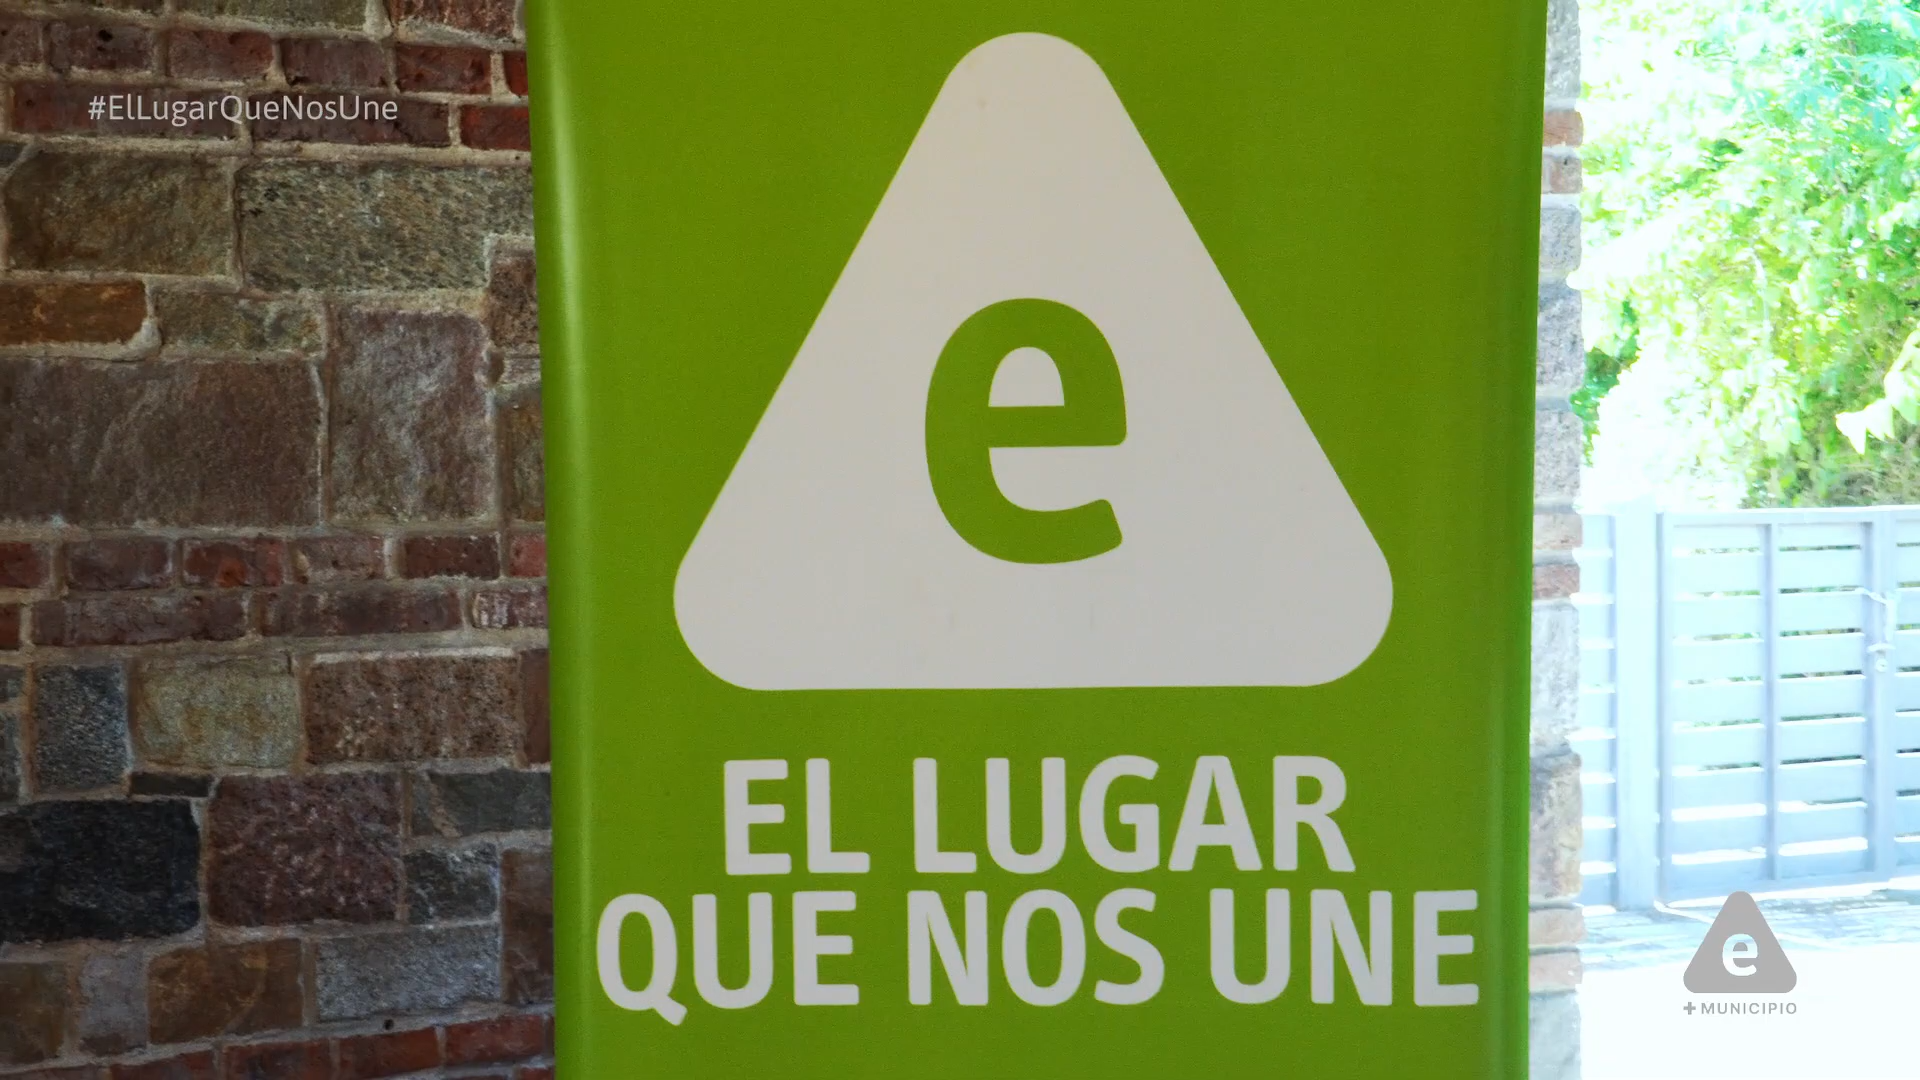 #ElLugarQueNosUne
e
EL LUGAR
QUE NOS UNE
e
+MUNICIPIO